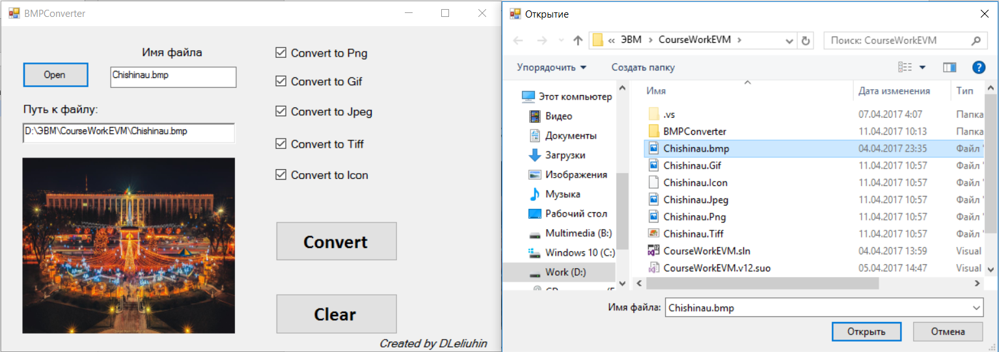 BMPConverter
Имя файла
Open
Chishinau.bmp
Путь к файлу:
D:\ЭВМ\CourseWorkEVM\Chishinau.bmp
Convert to Png
Convert to Gif
Convert to Jpeg
Convert to Tiff
Convert to Icon
Convert
Clear
Created by DLeliuhin
Открытие
« ЭВМ › CourseWorkEVM ›
Поиск: CourseWorkEVM
Упорядочить
Создать папку
Этот компьютер
Видео
Документы
Загрузки
Изображения
Музыка
Рабочий стол
Multimedia (B:)
Windows 10 (C:)
Work (D:)
Имя Дата изменения Тип
.vs 07.04.2017 4:07 Папка
BMPConverter 11.04.2017 10:13 Папка
Chishinau.bmp 04.04.2017 23:35 Файл
Chishinau.Gif 11.04.2017 10:57 Файл
Chishinau.Icon 11.04.2017 10:57 Файл
Chishinau.Jpeg 11.04.2017 10:57 Файл
Chishinau.Png 11.04.2017 10:57 Файл
Chishinau.Tiff 11.04.2017 10:57 Файл
CourseWorkEVM.sln 04.04.2017 13:59 Visual
CourseWorkEVM.v12.suo 05.04.2017 14:47 Visual
Имя файла: Chishinau.bmp
Открыть
Отмена